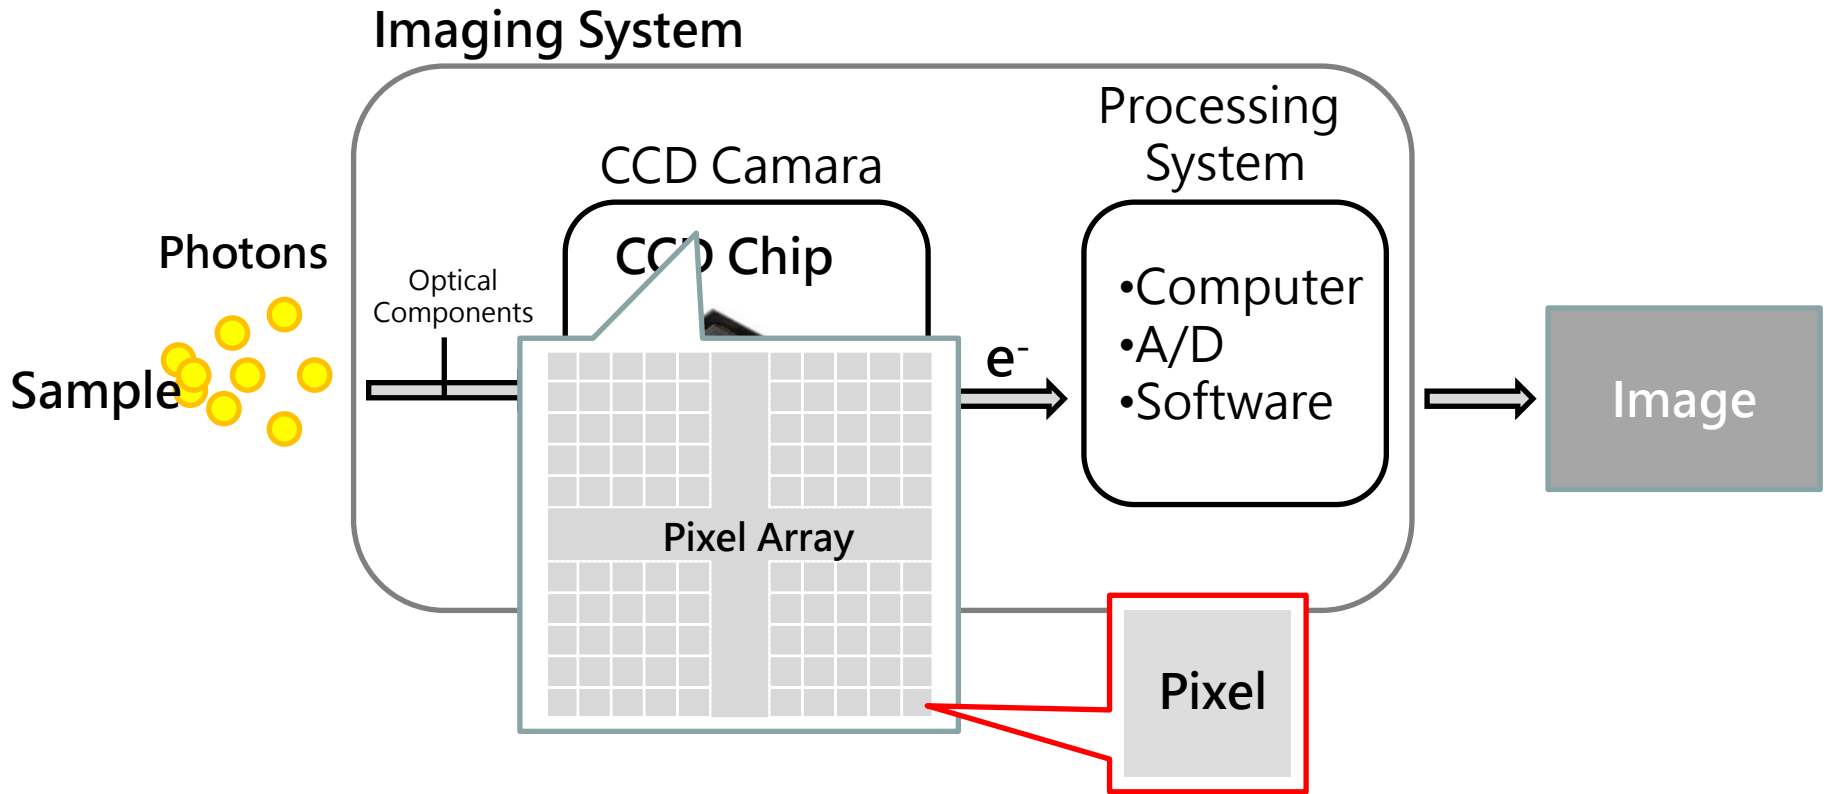 Imaging System
Processing
System
CCD Camara
CCD Chip
Photons
Optical
Components
Sample
e-
•Computer
•A/D
•Software
Image
Pixel Array
Pixel